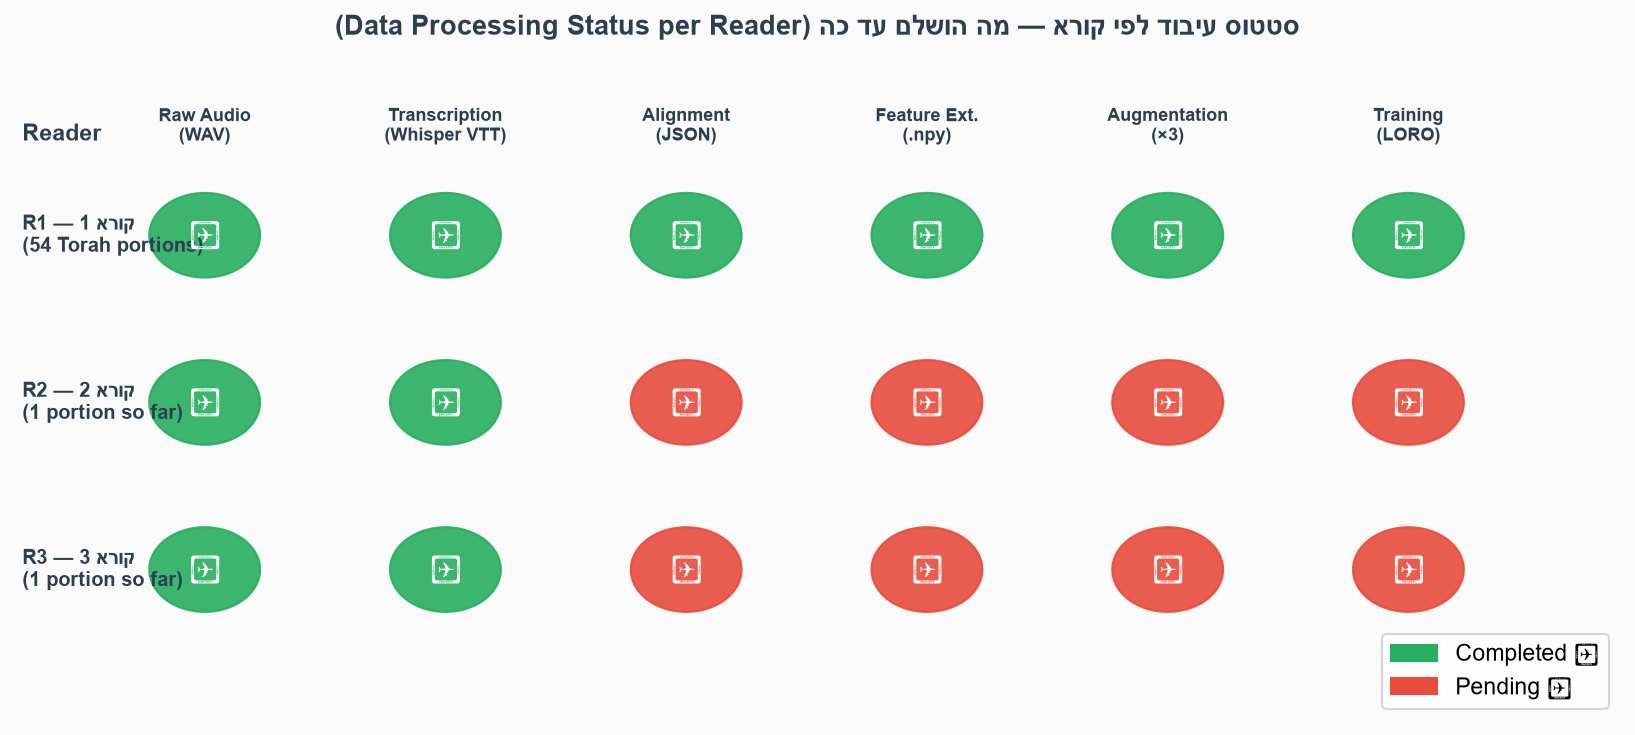 סטטוס עיבוד לפי קורא — מה הושלם עד כה (Data Processing Status per Reader)
Reader
Raw Audio
(WAV)
Transcription
(Whisper VTT)
Alignment
(JSON)
Feature Ext.
(.npy)
Augmentation
(×3)
Training
(LORO)
R1 — קורא 1
(54 Torah portions)
R2 — קורא 2
(1 portion so far)
R3 — קורא 3
(1 portion so far)
Completed
Pending